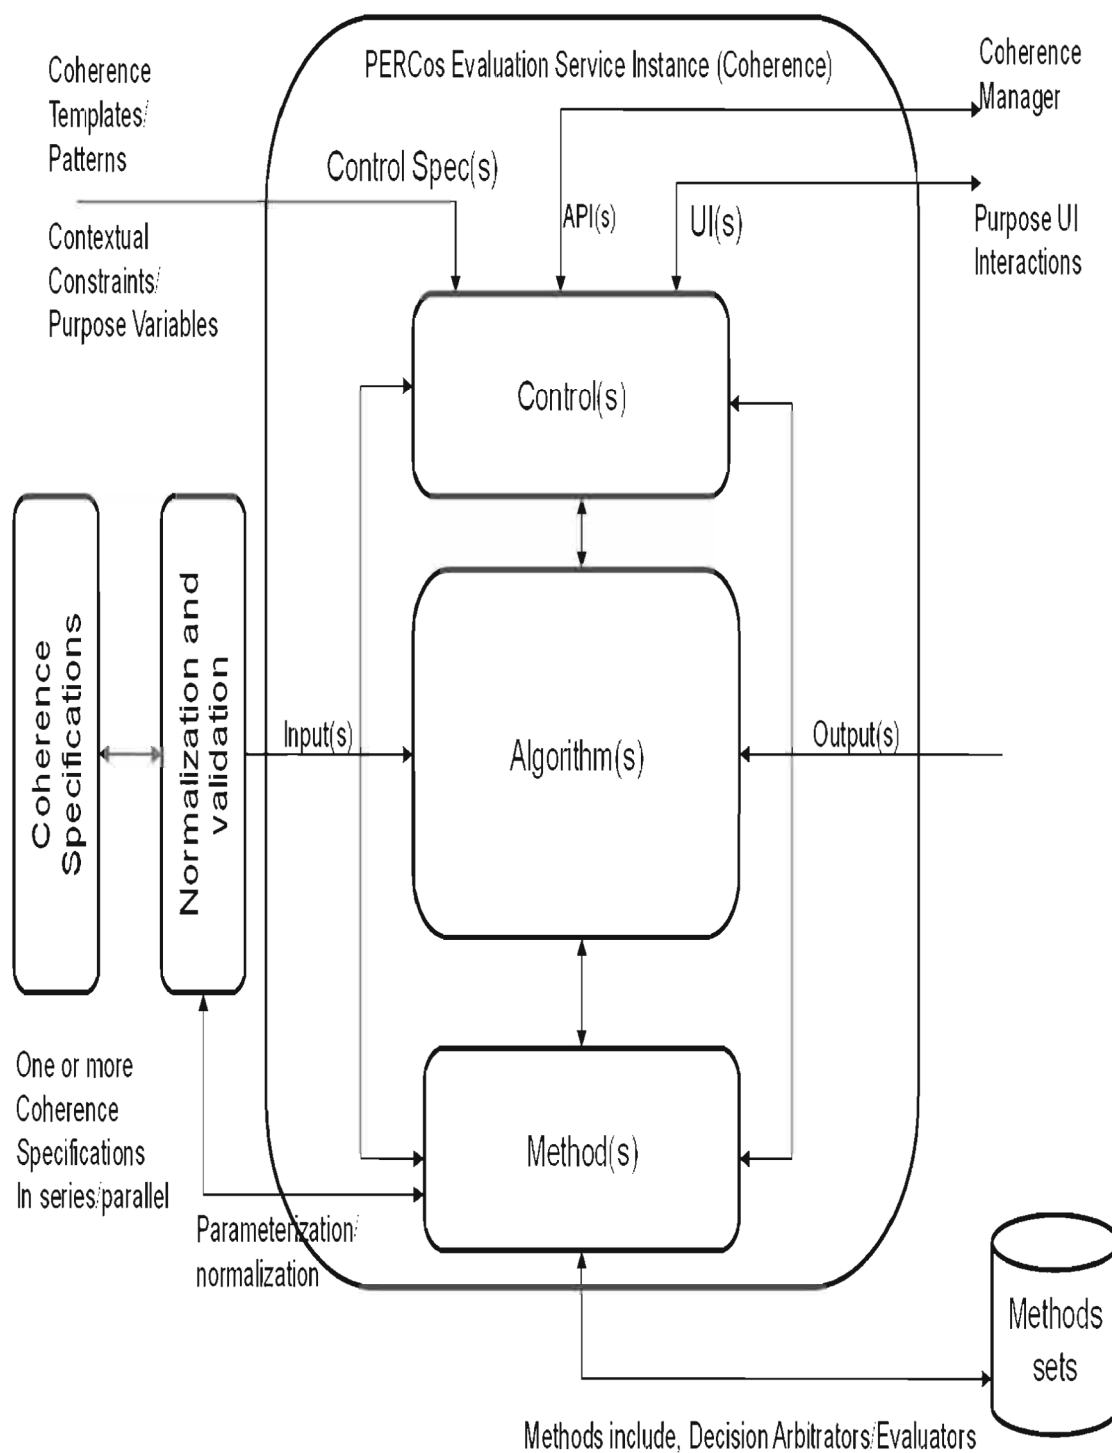 PERCos Evaluation Service Instance (Coherence)
Coherence
Templates/
Patterns
Coherence
Manager
Control Spec(s)
API(s)
UI(s)
Contextual
Constraints/
Purpose Variables
Purpose UI
Interactions
Control(s)
Coherence
Specifications
Normalization and
validation
Input(s)
Algorithm(s)
Output(s)
One or more
Coherence
Specifications
In series/parallel
Method(s)
Parameterization/
normalization
Methods
sets
Methods include, Decision Arbitrators/Evaluators